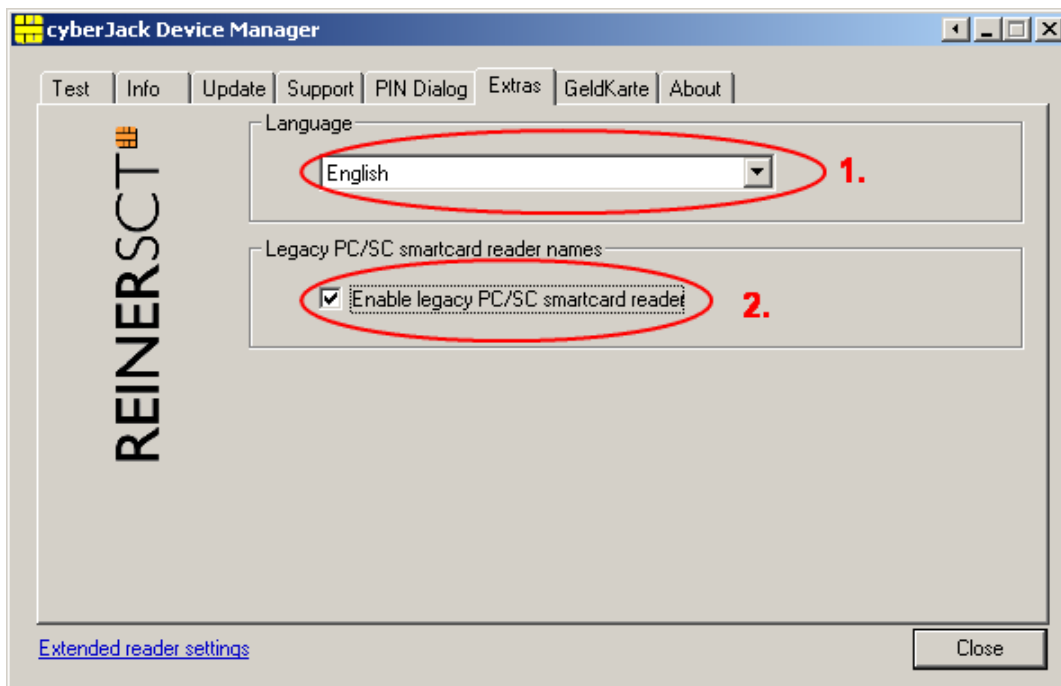 cyberJack Device Manager
Test Info Update Support PIN Dialog Extras GeldKarte About
REINERSCT
Language
English
1.
Legacy PC/SC smartcard reader names
Enable legacy PC/SC smartcard reader
2.
Extended reader settings
Close